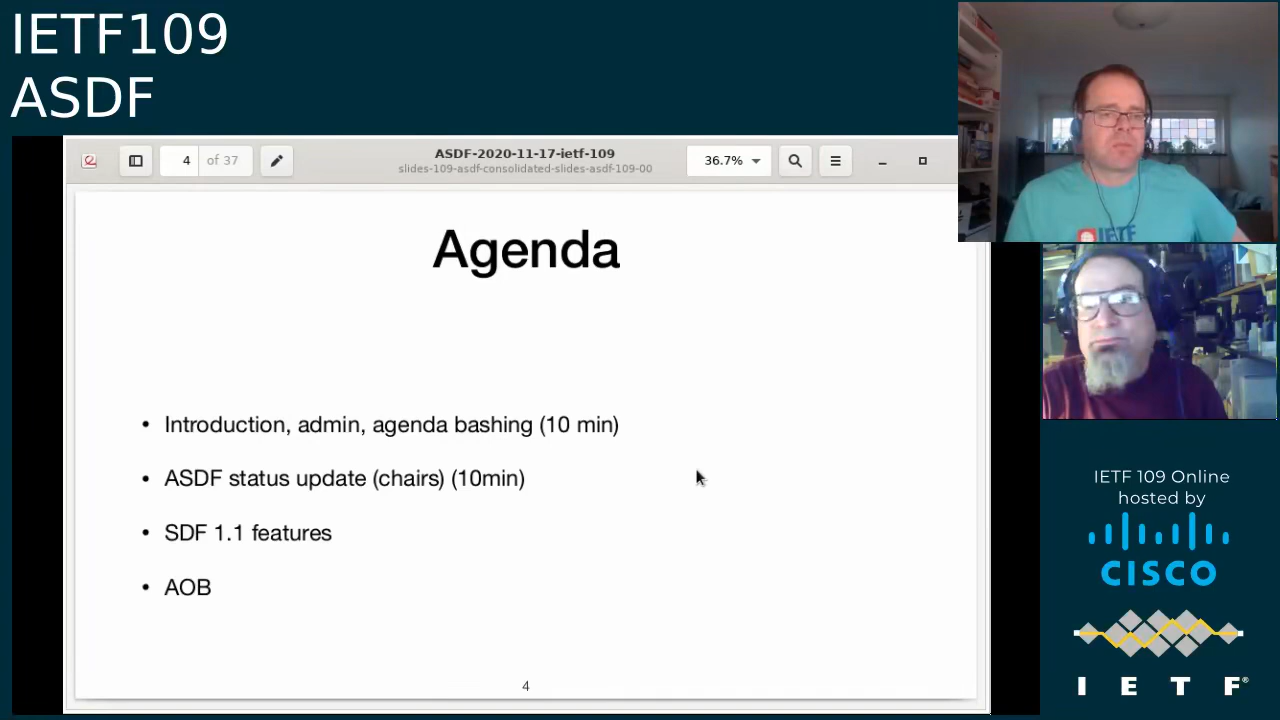 IETF109
ASDF
4 of 37
ASDF-2020-11-17-ietf-109
slides-109-asdf-consolidated-slides-asdf-109-00
36.7%
Agenda
• Introduction, admin, agenda bashing (10 min)
• ASDF status update (chairs) (10min)
• SDF 1.1 features
• AOB
4
IETF
IETF 109 Online
hosted by
CISCO
I E T F®